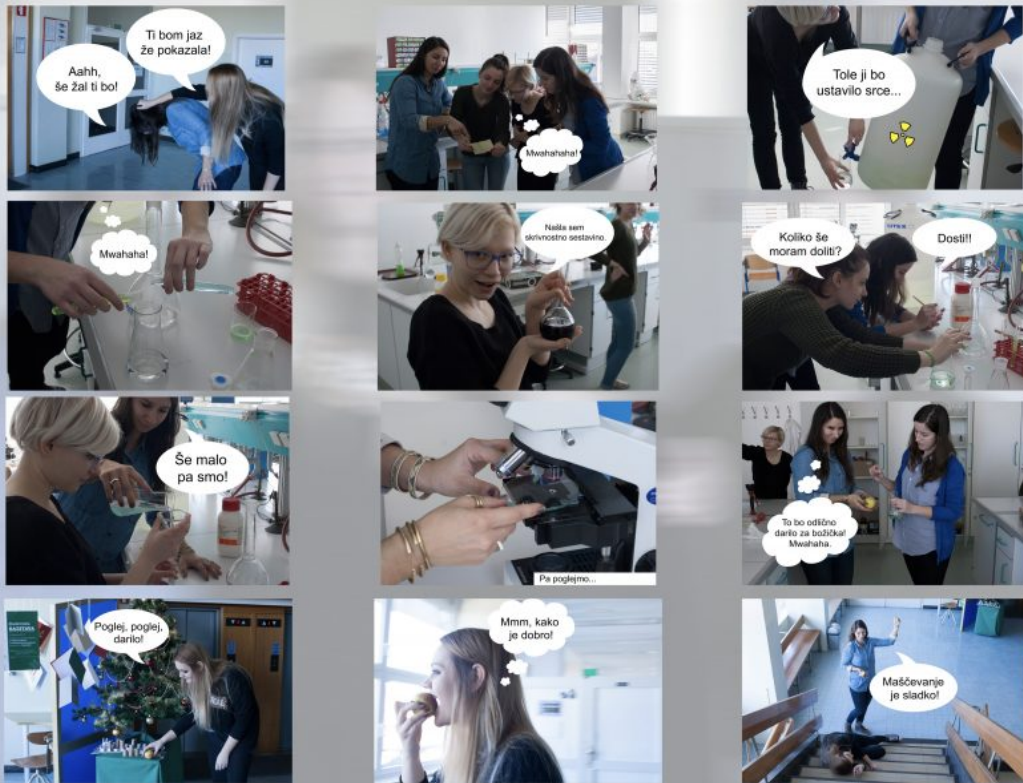 Ti bom jaz
že pokazala!
Aahh,
še žal ti bo!
Mwahahaha!
Tole ji bo
ustavilo srce...
Mwahaha!
Našla sem
skrivnostno sestavino.
Koliko še
moram doliti?
Dosti!!
Še malo
pa smo!
Pa poglejmo...
To bo odlično
darilo za božička!
Mwahaha.
Poglej, poglej,
darilo!
Mmm, kako
je dobro!
Maščevanje
je sladko!